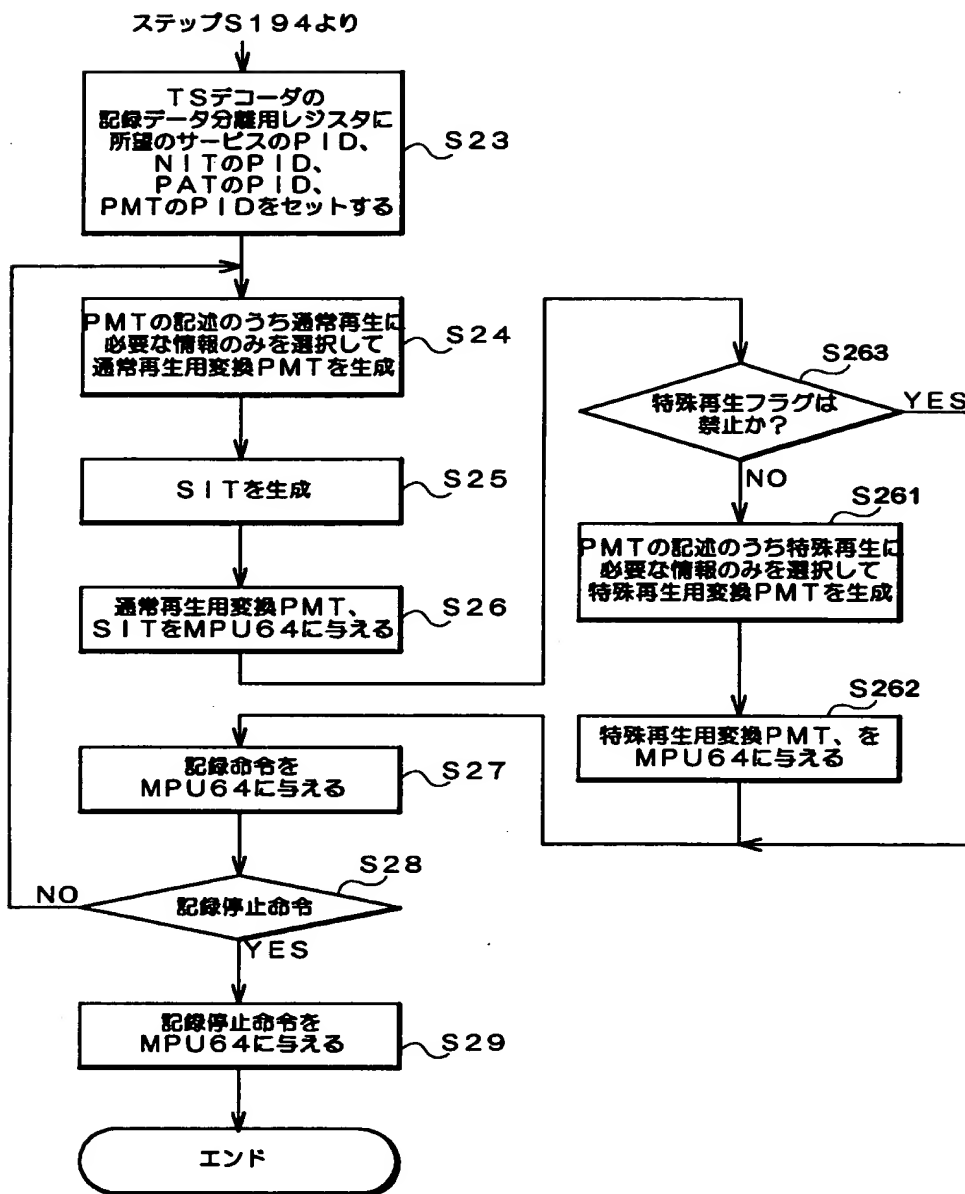 ステップS194より
TSデコーダの
記録データ分離用レジスタに
所望のサービスのPID、
NITのPID、
PATのPID、
PMTのPIDをセットする
S23
PMTの記述のうち通常再生に
必要な情報のみを選択して
通常再生用変換PMTを生成
S24
SITを生成
S25
通常再生用変換PMT、
SITをMPU64に与える
S26
特殊再生フラグは
禁止か?
S263
YES
NO
PMTの記述のうち特殊再生に
必要な情報のみを選択して
特殊再生用変換PMTを生成
S261
特殊再生用変換PMT、を
MPU64に与える
S262
記録命令を
MPU64に与える
S27
記録停止命令
S28
NO
YES
記録停止命令を
MPU64に与える
S29
エンド